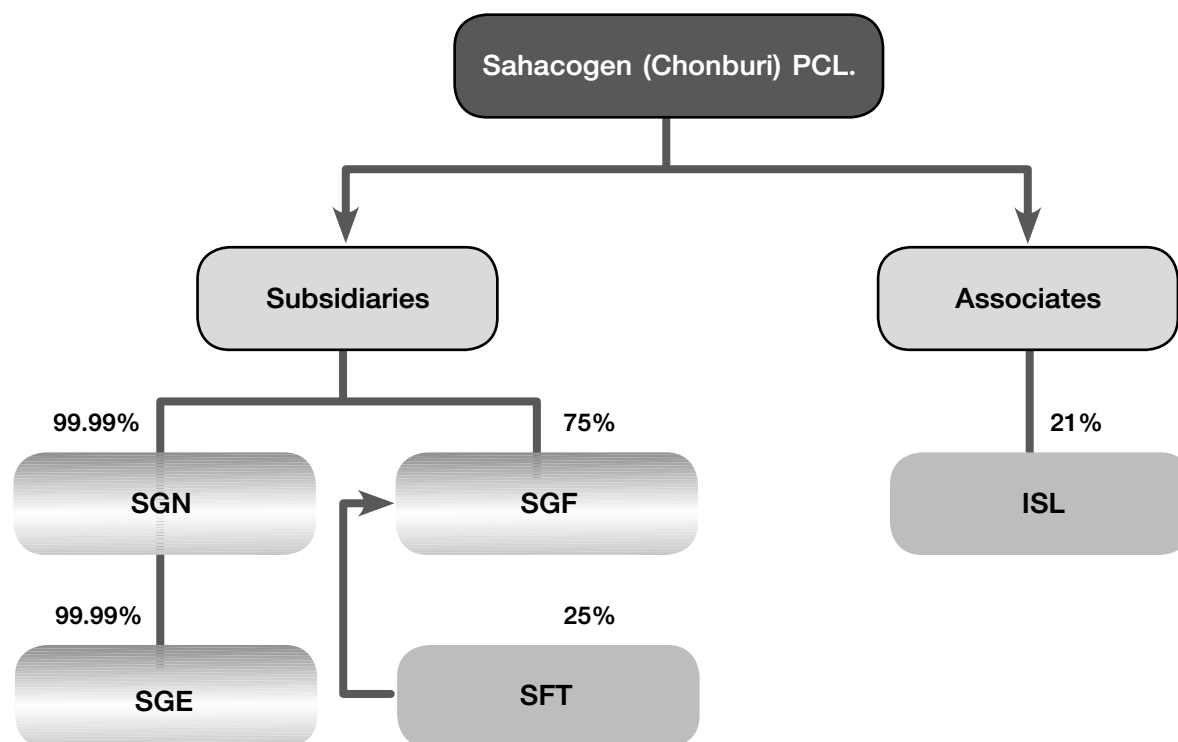 Sahacogen (Chonburi) PCL.
Subsidiaries
Associates
99.99%
75%
21%
SGN
SGF
ISL
99.99%
25%
SGE
SFT